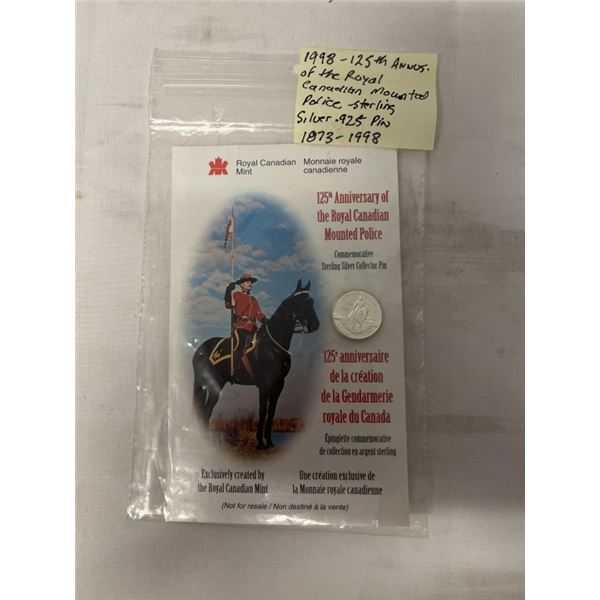 1998 - 125th Annus.
of the Royal
Canadian Mounted
Police - sterling
Silver .925 Pin
1873 - 1998
Royal Canadian Mint
Monnaie royale canadienne
125th Anniversary of
the Royal Canadian
Mounted Police
Commemorative
Sterling Silver Collector Pin
125e anniversaire
de la création
de la Gendarmerie
royale du Canada
Épinglette commémorative
de collection en argent sterling
Exclusively created by
the Royal Canadian Mint
Une création exclusive de
la Monnaie royale canadienne
(Not for resale / Non destiné à la vente)